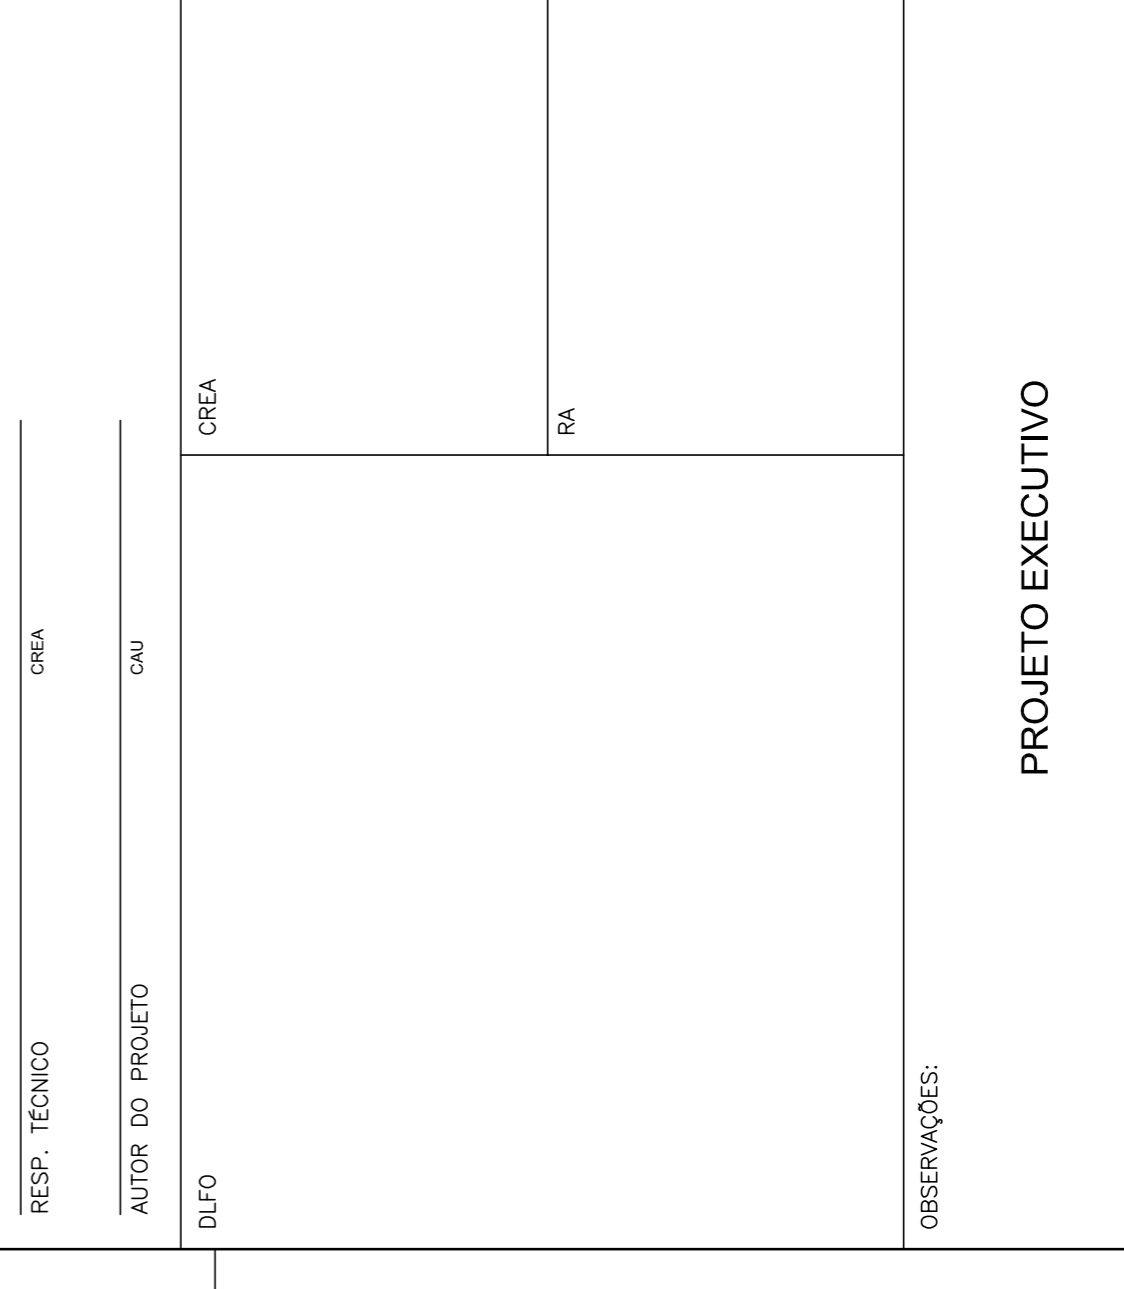 RESP. TÉCNICO CREA
AUTOR DO PROJETO CAU
DLFO CREA
RA
OBSERVAÇÕES:
PROJETO EXECUTIVO